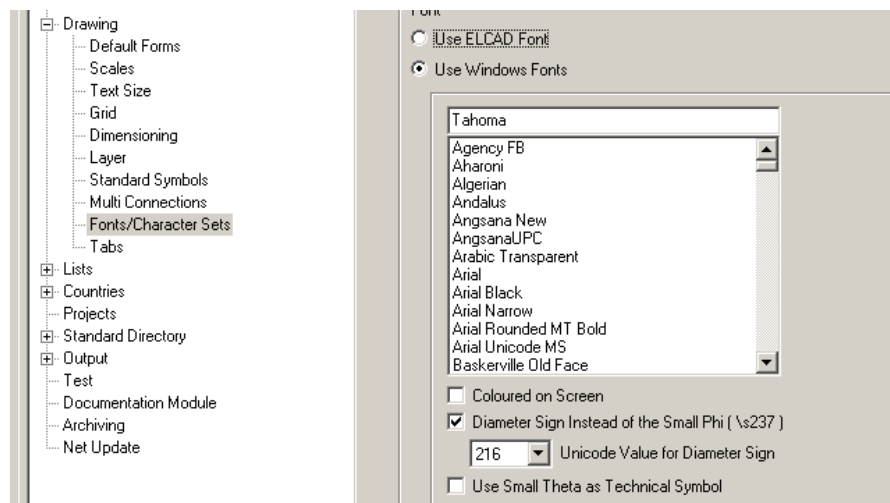 Drawing
Default Forms
Scales
Text Size
Grid
Dimensioning
Layer
Standard Symbols
Multi Connections
Fonts/Character Sets
Tabs
Lists
Countries
Projects
Standard Directory
Output
Test
Documentation Module
Archiving
Net Update
Font
Use ELCAD Font
Use Windows Fonts
Tahoma
Agency FB
Aharoni
Algerian
Andalus
Angsana New
AngsanaUPC
Arabic Transparent
Arial
Arial Black
Arial Narrow
Arial Rounded MT Bold
Arial Unicode MS
Baskerville Old Face
Coloured on Screen
Diameter Sign Instead of the Small Phi ( \s237 )
216 Unicode Value for Diameter Sign
Use Small Theta as Technical Symbol